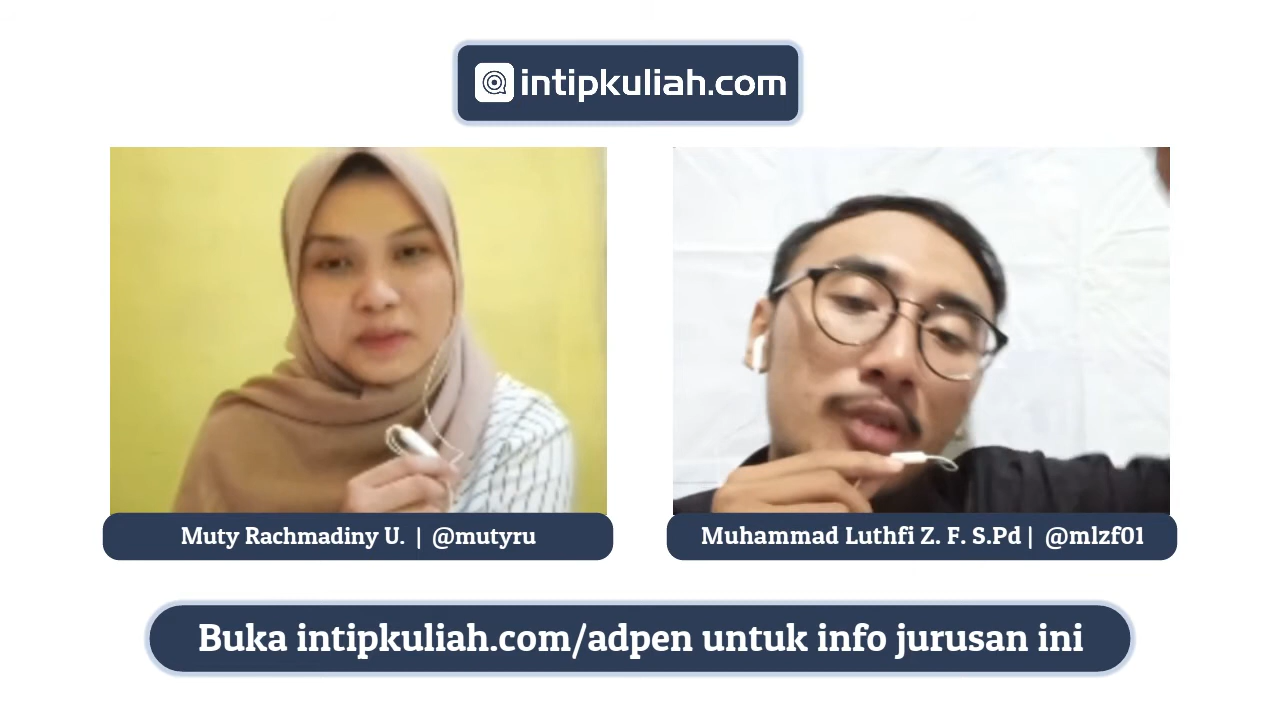 intipkuliah.com
Muty Rachmadiny U. | @mutyru
Muhammad Luthfi Z. F. S.Pd | @mlzf01
Buka intipkuliah.com/adpen untuk info jurusan ini